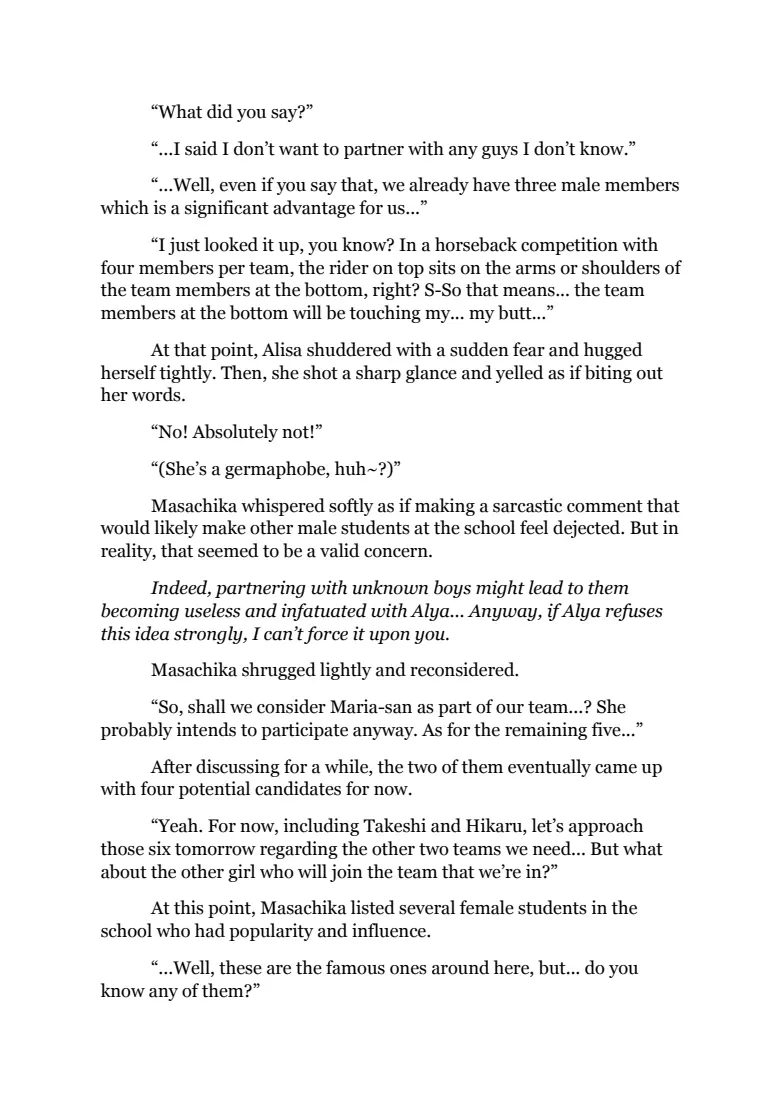 “What did you say?”
“...I said I don’t want to partner with any guys I don’t know.”
“...Well, even if you say that, we already have three male members
which is a significant advantage for us...”
“I just looked it up, you know? In a horseback competition with
four members per team, the rider on top sits on the arms or shoulders of
the team members at the bottom, right? S-So that means... the team
members at the bottom will be touching my... my butt...”
At that point, Alisa shuddered with a sudden fear and hugged
herself tightly. Then, she shot a sharp glance and yelled as if biting out
her words.
“No! Absolutely not!”
“(She’s a germaphobe, huh~?)”
Masachika whispered softly as if making a sarcastic comment that
would likely make other male students at the school feel dejected. But in
reality, that seemed to be a valid concern.
Indeed, partnering with unknown boys might lead to them
becoming useless and infatuated with Alya... Anyway, if Alya refuses
this idea strongly, I can’t force it upon you.
Masachika shrugged lightly and reconsidered.
“So, shall we consider Maria-san as part of our team...? She
probably intends to participate anyway. As for the remaining five...”
After discussing for a while, the two of them eventually came up
with four potential candidates for now.
“Yeah. For now, including Takeshi and Hikaru, let’s approach
those six tomorrow regarding the other two teams we need... But what
about the other girl who will join the team that we’re in?”
At this point, Masachika listed several female students in the
school who had popularity and influence.
“...Well, these are the famous ones around here, but... do you
know any of them?”